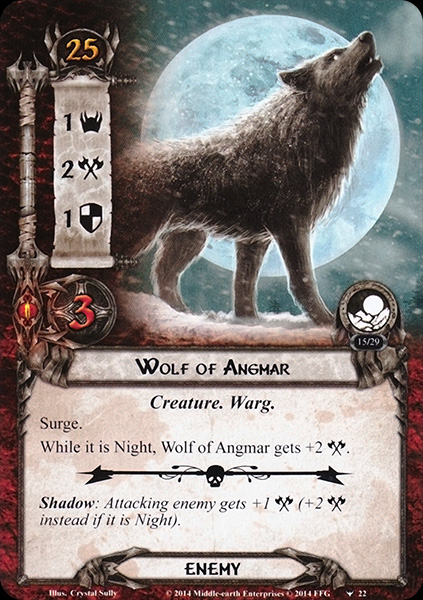 25
1
2
1
3
15/29
Wolf of Angmar
Creature. Warg.
Surge.
While it is Night, Wolf of Angmar gets +2 .
Shadow: Attacking enemy gets +1 (+2
instead if it is Night).
ENEMY
Illus. Crystal Sully © 2014 Middle-earth Enterprises © 2014 FFG 22